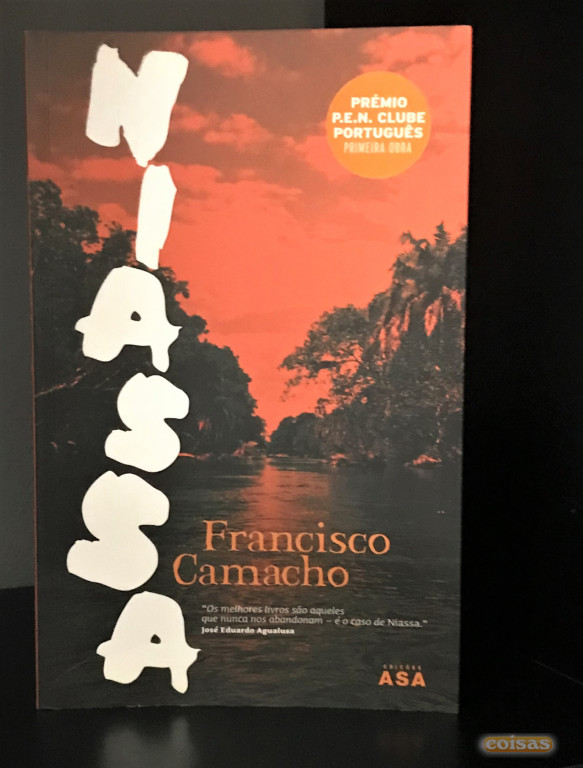 NIASSA
PRÉMIO
P.E.N. CLUBE
PORTUGUÊS
PRIMEIRA OBRA
Francisco
Camacho
"Os melhores livros são aqueles
que nunca nos abandonam – é o caso de Niassa."
José Eduardo Agualusa
EDIÇÕES
ASA
coisas